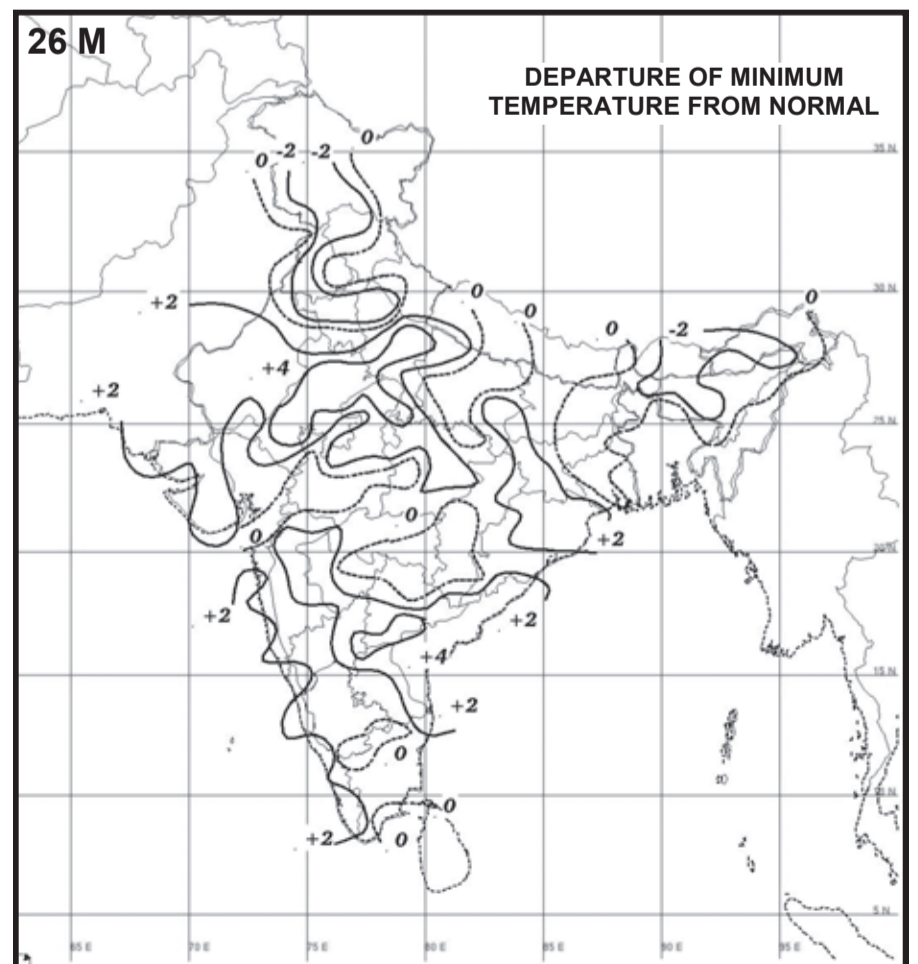 26 M
DEPARTURE OF MINIMUM
TEMPERATURE FROM NORMAL
0 -2 -2 0
35 N
+2
0
0
30 N
0
0
-2
+4
+2
25 N
0
0
+2
20 N
+2
+2
+4
15 N
+2
0
10 N
0
+2
0
5 N
65 E 70 E 75 E 80 E 85 E 90 E 95 E